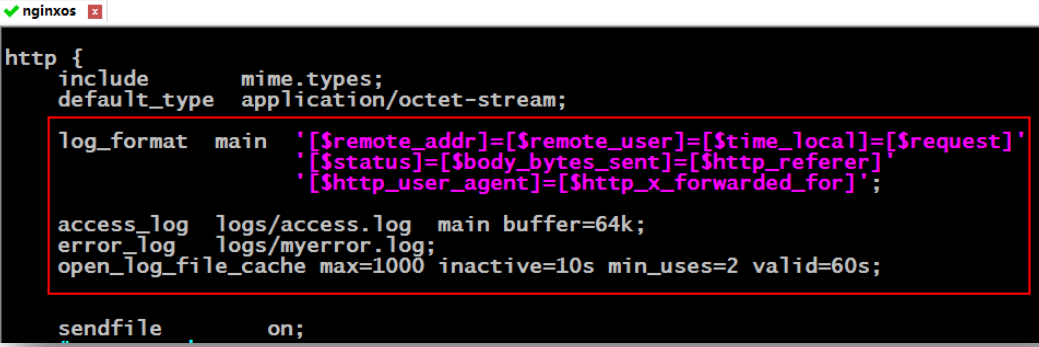 nginxos
http {
    include       mime.types;
    default_type  application/octet-stream;
    log_format  main  '[$remote_addr]=[$remote_user]=[$time_local]=[$request]'
                      '[$status]=[$body_bytes_sent]=[$http_referer]'
                      '[$http_user_agent]=[$http_x_forwarded_for]';
    access_log  logs/access.log  main buffer=64k;
    error_log   logs/myerror.log;
    open_log_file_cache max=1000 inactive=10s min_uses=2 valid=60s;
    sendfile        on;